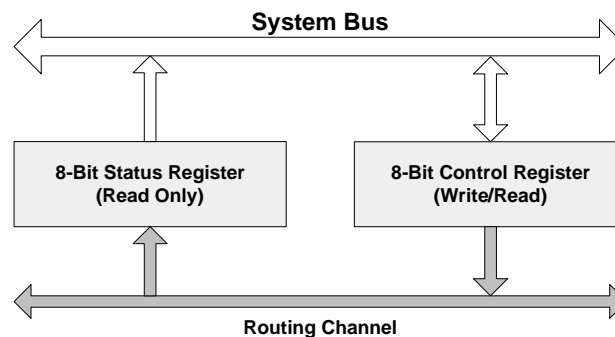 System Bus
8-Bit Status Register
(Read Only)
8-Bit Control Register
(Write/Read)
Routing Channel